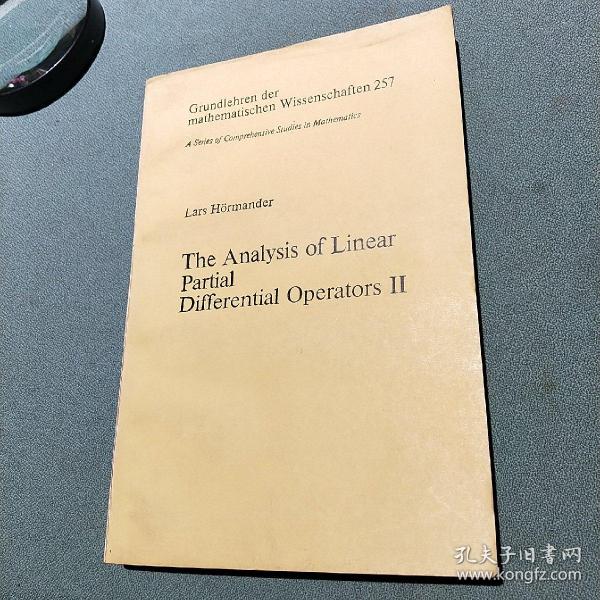 Grundlehren der
mathematischen Wissenschaften 257
A Series of Comprehensive Studies in Mathematics
Lars Hörmander
The Analysis of Linear
Partial
Differential Operators II
孔夫子旧书网
www.kongfz.com